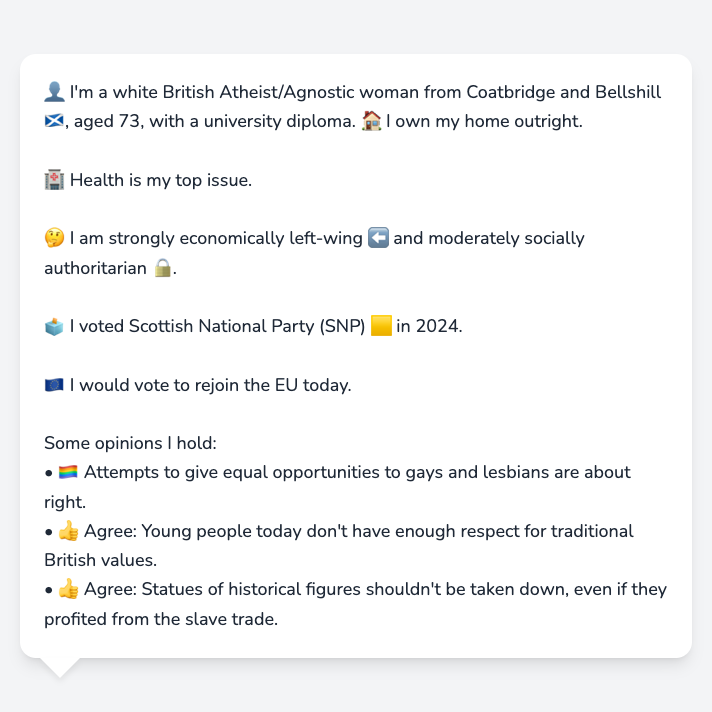 👤 I'm a white British Atheist/Agnostic woman from Coatbridge and Bellshill
🏴󠁧󠁢󠁳󠁣󠁴󠁿, aged 73, with a university diploma. 🏠 I own my home outright.
🏥 Health is my top issue.
🤔 I am strongly economically left-wing ⬅️ and moderately socially
authoritarian 🔒.
🗳️ I voted Scottish National Party (SNP) 🟨 in 2024.
🇪🇺 I would vote to rejoin the EU today.
Some opinions I hold:
• 🏳️‍🌈 Attempts to give equal opportunities to gays and lesbians are about
right.
• 👍 Agree: Young people today don't have enough respect for traditional
British values.
• 👍 Agree: Statues of historical figures shouldn't be taken down, even if they
profited from the slave trade.